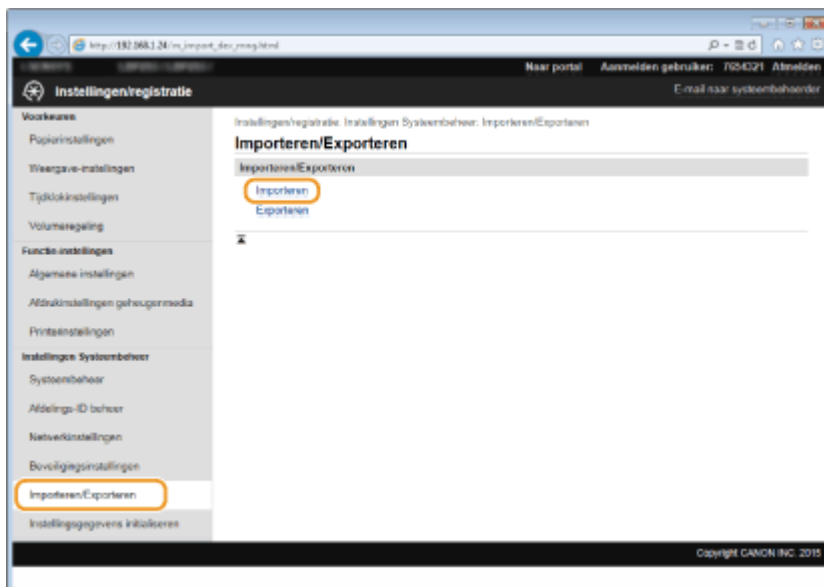 http://192.168.1.24/m_import_dev_mng.html
Naar portal Aanmelden gebruiker: 7654321 Afmelden
Instellingen/registratie
E-mail naar systeembeheerder
Voorkeuren
Papierinstellingen
Weergave-instellingen
Tijdklokinstellingen
Volumeregeling
Functie-instellingen
Algemene instellingen
Afdrukinstellingen geheugenmedia
Printerinstellingen
Instellingen Systeembeheer
Systeembeheer
Afdelings-ID beheer
Netwerkinstellingen
Beveiligingsinstellingen
Importeren/Exporteren
Instellingsgegevens initialiseren
Instellingen/registratie: Instellingen Systeembeheer: Importeren/Exporteren
Importeren/Exporteren
Importeren/Exporteren
Importeren
Exporteren
Copyright CANON INC. 2015